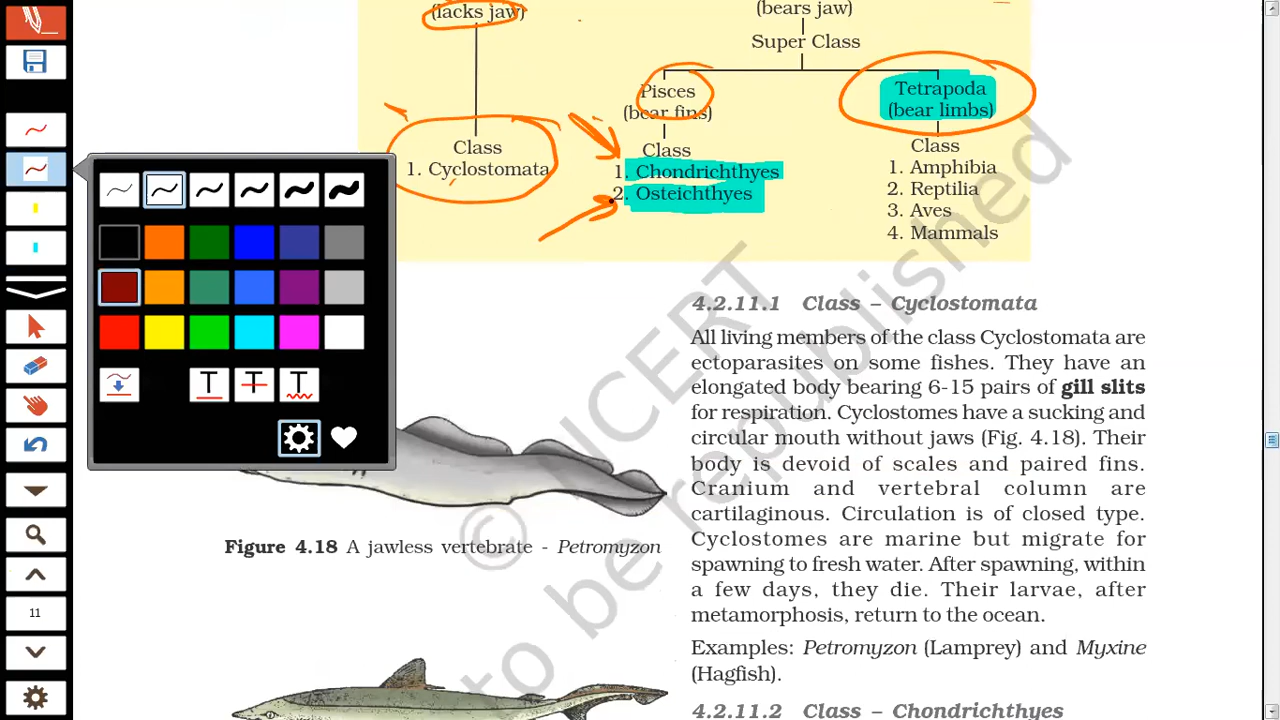 (lacks jaw)
(bears jaw)
Super Class
Pisces
(bear fins)
Tetrapoda
(bear limbs)
Class
1. Cyclostomata
Class
1. Chondrichthyes
2. Osteichthyes
Class
1. Amphibia
2. Reptilia
3. Aves
4. Mammals
4.2.11.1 Class – Cyclostomata
All living members of the class Cyclostomata are
ectoparasites on some fishes. They have an
elongated body bearing 6-15 pairs of gill slits
for respiration. Cyclostomes have a sucking and
circular mouth without jaws (Fig. 4.18). Their
body is devoid of scales and paired fins.
Cranium and vertebral column are
cartilaginous. Circulation is of closed type.
Cyclostomes are marine but migrate for
spawning to fresh water. After spawning, within
a few days, they die. Their larvae, after
metamorphosis, return to the ocean.
Examples: Petromyzon (Lamprey) and Myxine
(Hagfish).
4.2.11.2 Class – Chondrichthyes
Figure 4.18 A jawless vertebrate - Petromyzon
© NCERT
to be republished
T
T
T
11